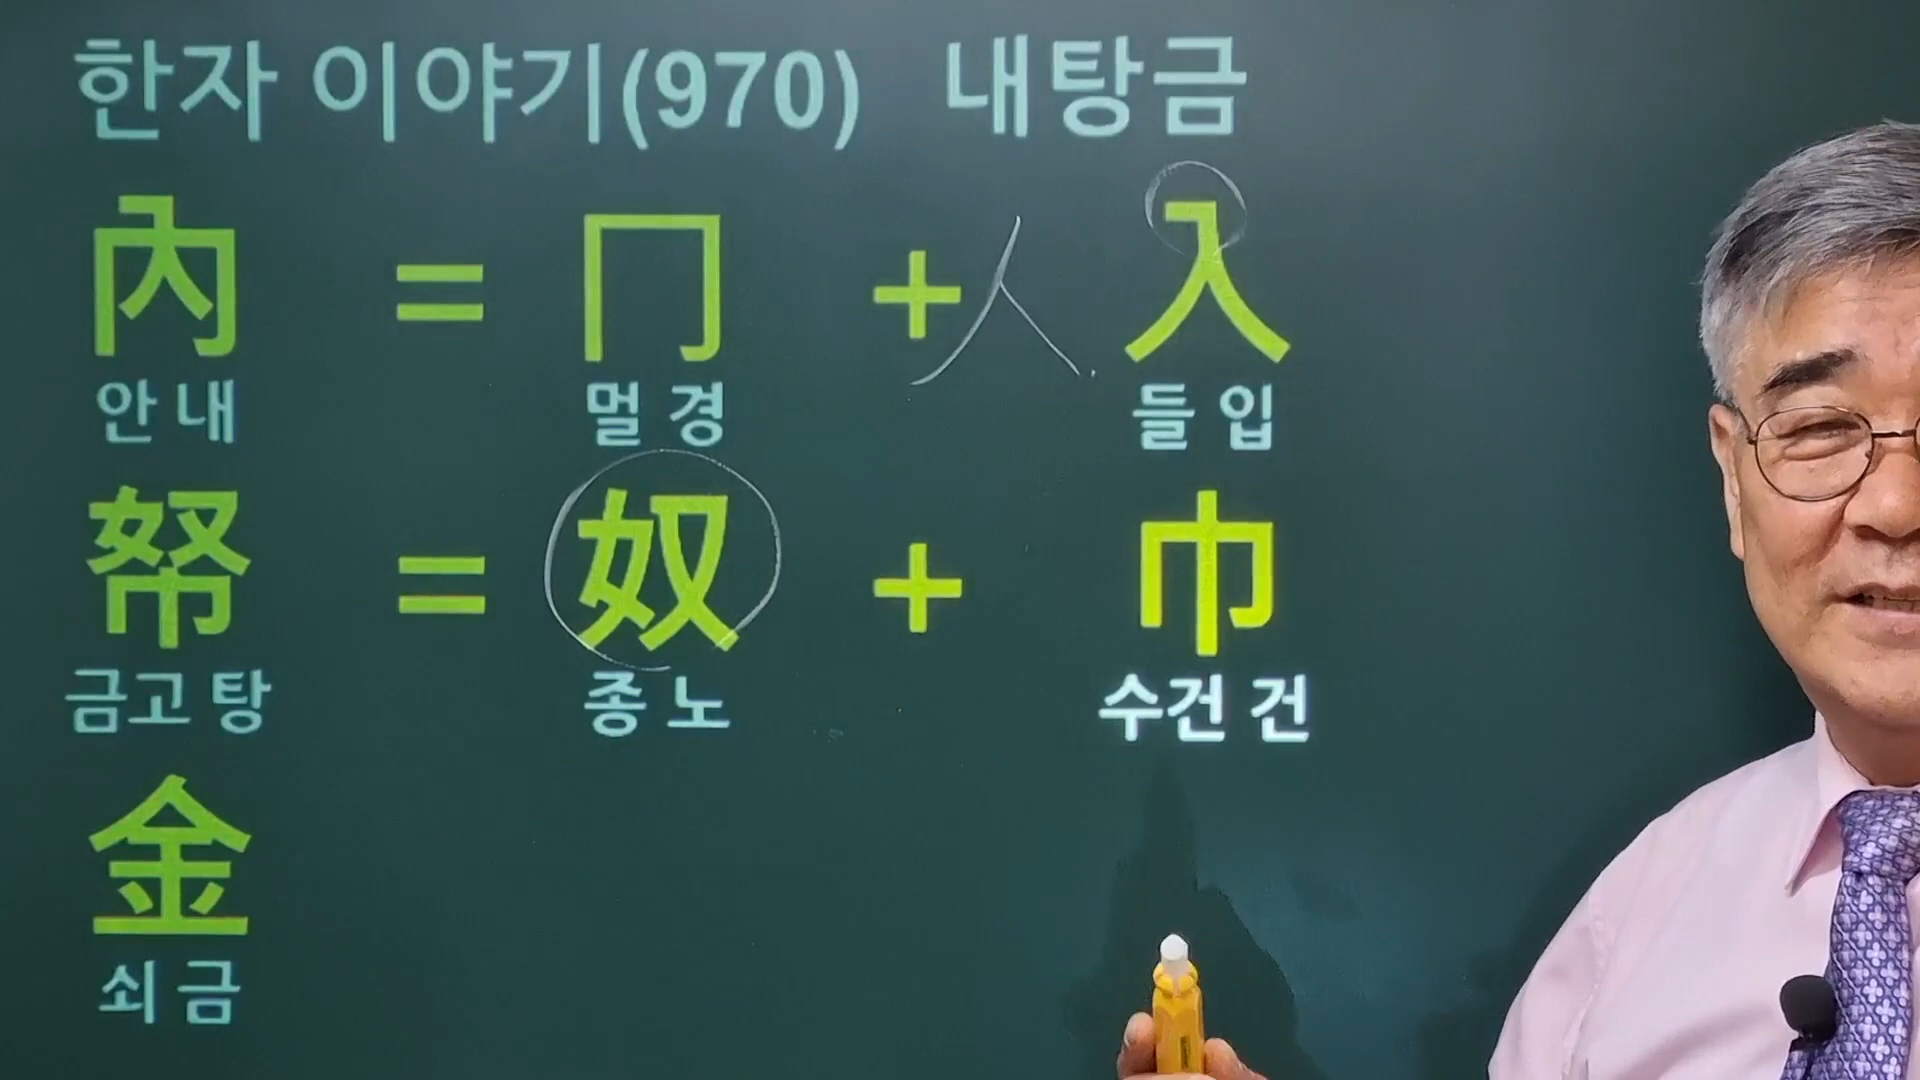 한자 이야기(970) 내탕금
內 = 冂 + 人 入
안 내 멀 경 들 입
帑 = 奴 + 巾
금고 탕 종 노 수건 건
金
쇠 금